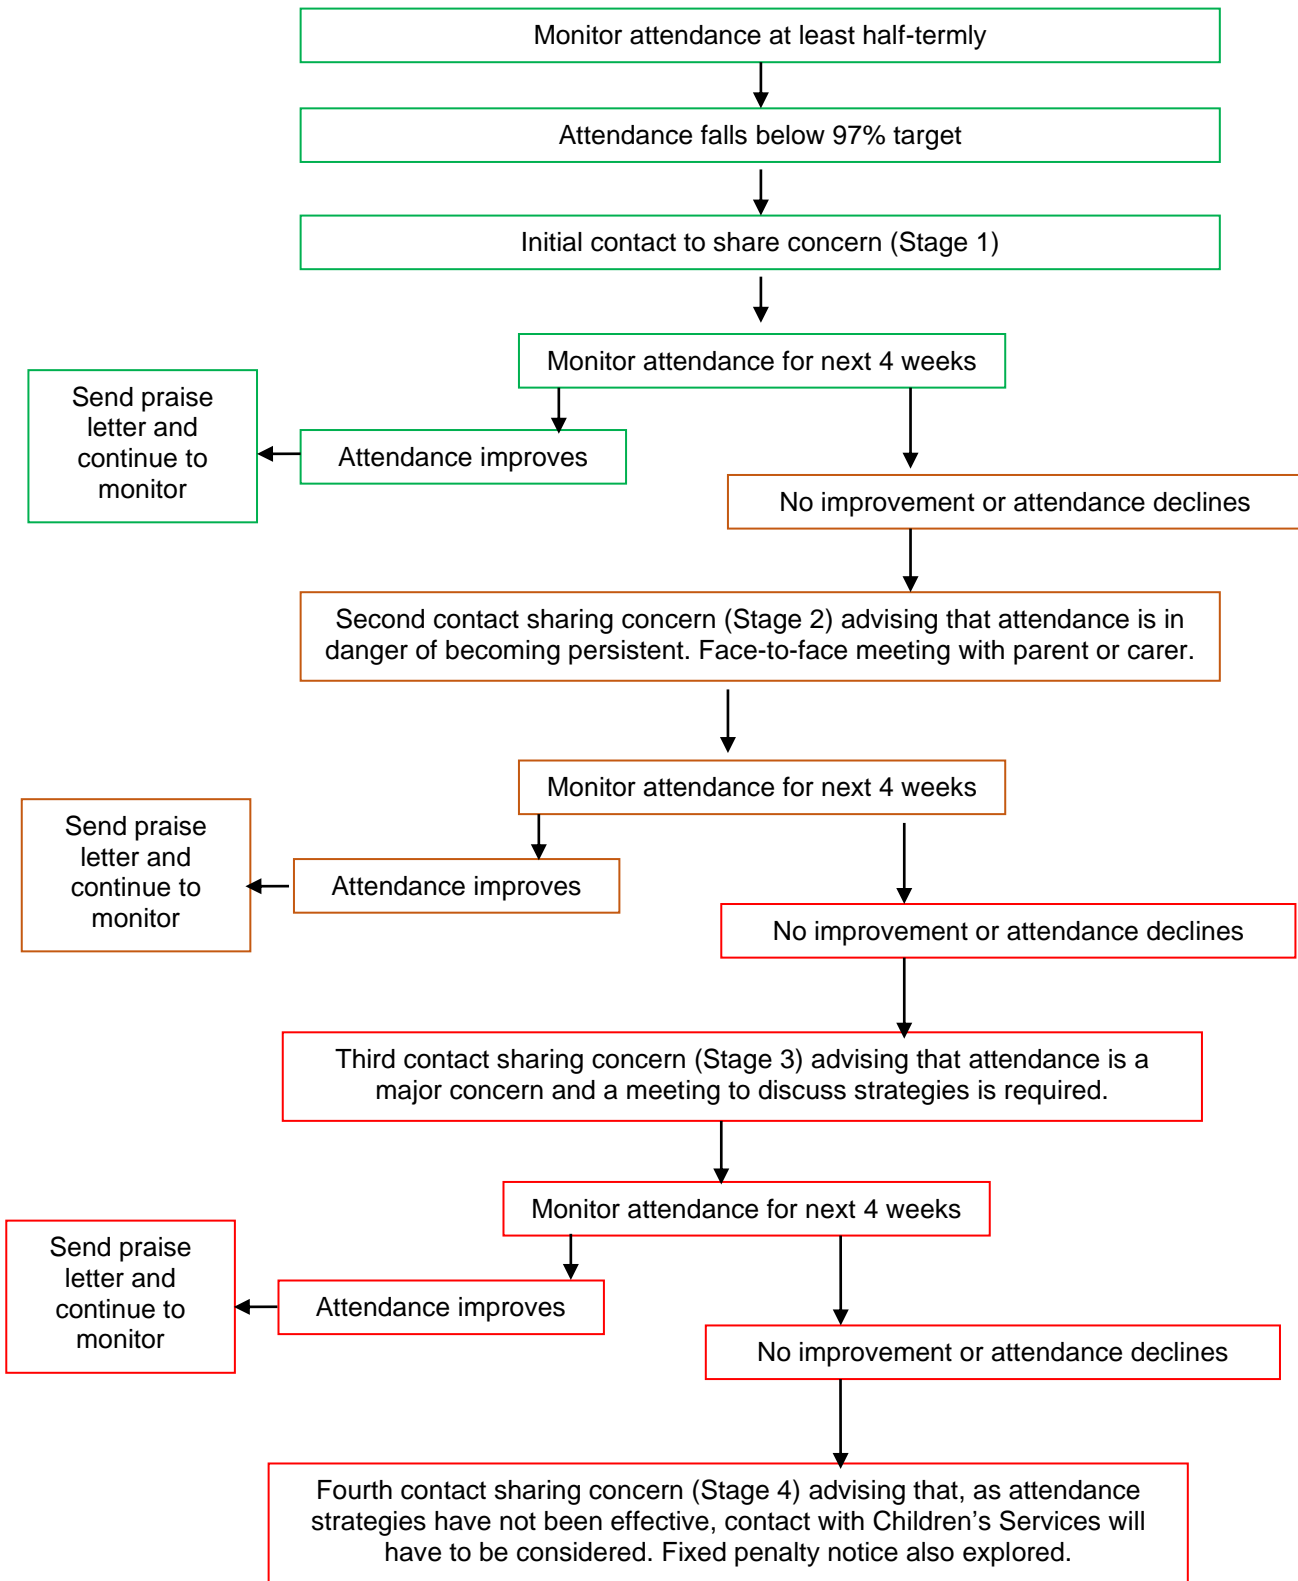 Monitor attendance at least half-termly
Attendance falls below 97% target
Initial contact to share concern (Stage 1)
Monitor attendance for next 4 weeks
Send praise
letter and
continue to
monitor
Attendance improves
No improvement or attendance declines
Second contact sharing concern (Stage 2) advising that attendance is in
danger of becoming persistent. Face-to-face meeting with parent or carer.
Monitor attendance for next 4 weeks
Send praise
letter and
continue to
monitor
Attendance improves
No improvement or attendance declines
Third contact sharing concern (Stage 3) advising that attendance is a
major concern and a meeting to discuss strategies is required.
Monitor attendance for next 4 weeks
Send praise
letter and
continue to
monitor
Attendance improves
No improvement or attendance declines
Fourth contact sharing concern (Stage 4) advising that, as attendance
strategies have not been effective, contact with Children’s Services will
have to be considered. Fixed penalty notice also explored.